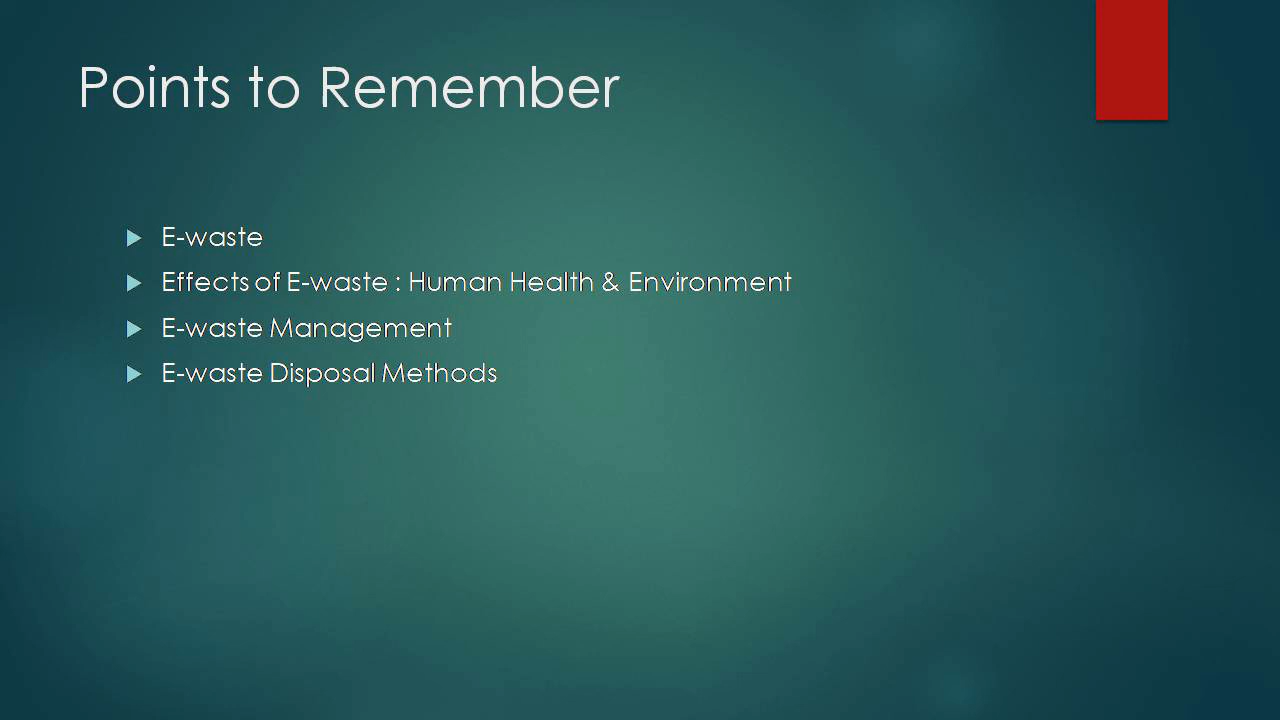 Points to Remember
E-waste
Effects of E-waste : Human Health & Environment
E-waste Management
E-waste Disposal Methods